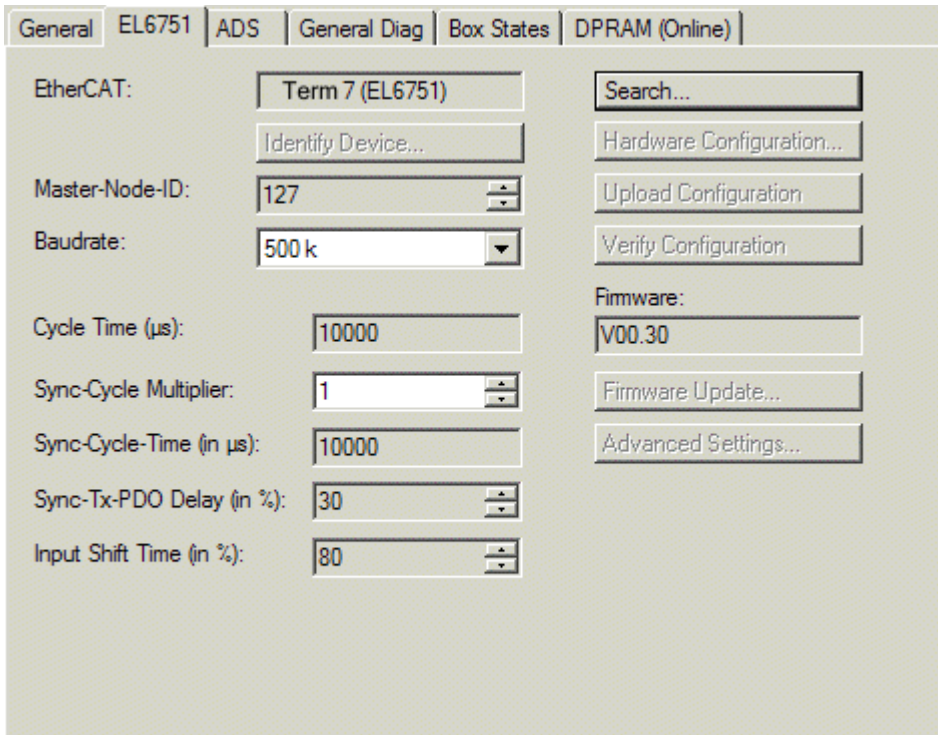 General EL6751 ADS General Diag Box States DPRAM (Online)
EtherCAT: Term 7 (EL6751) Search...
Identify Device... Hardware Configuration...
Master-Node-ID: 127 Upload Configuration
Baudrate: 500 k Verify Configuration
Firmware:
Cycle Time (µs): 10000 V00.30
Sync-Cycle Multiplier: 1 Firmware Update...
Sync-Cycle-Time (in µs): 10000 Advanced Settings...
Sync-Tx-PDO Delay (in %): 30
Input Shift Time (in %): 80